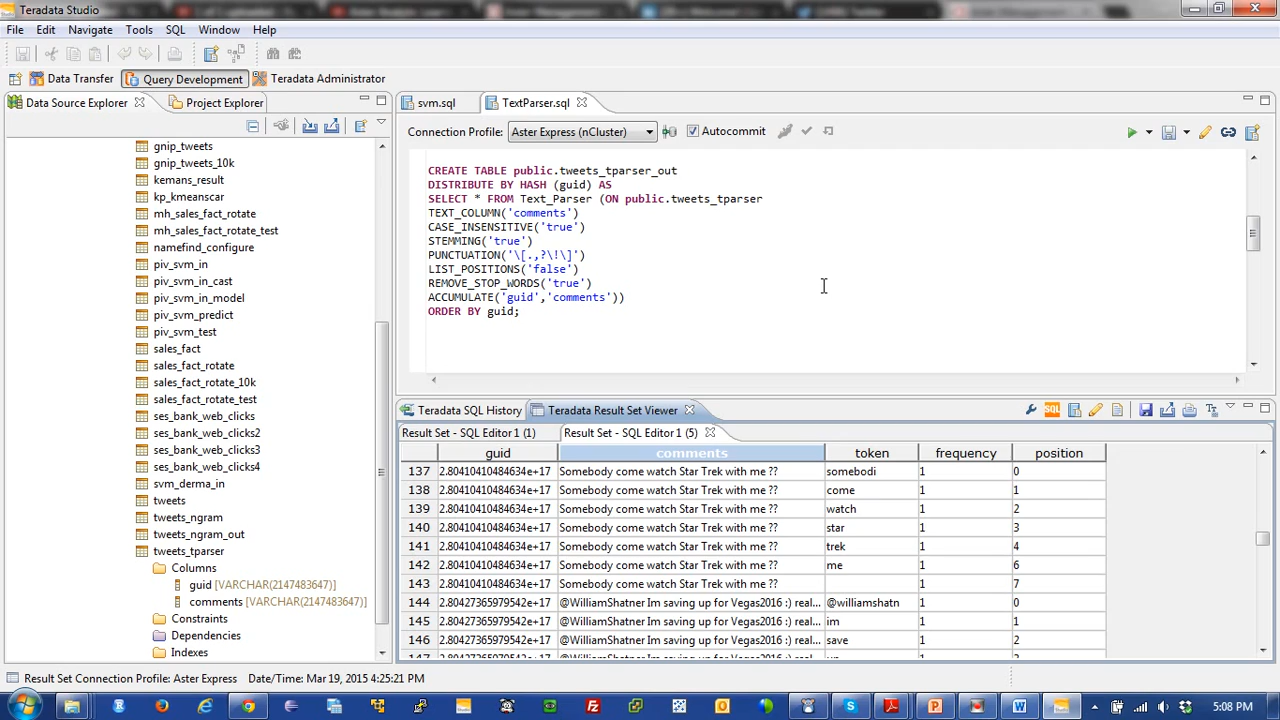 Teradata Studio
File Edit Navigate Tools SQL Window Help
Data Transfer Query Development Teradata Administrator
Data Source Explorer Project Explorer
gnip_tweets
gnip_tweets_10k
kemans_result
kp_kmeanscar
mh_sales_fact_rotate
mh_sales_fact_rotate_test
namefind_configure
piv_svm_in
piv_svm_in_cast
piv_svm_in_model
piv_svm_predict
piv_svm_test
sales_fact
sales_fact_rotate
sales_fact_rotate_10k
sales_fact_rotate_test
ses_bank_web_clicks
ses_bank_web_clicks2
ses_bank_web_clicks3
ses_bank_web_clicks4
svm_derma_in
tweets
tweets_ngram
tweets_ngram_out
tweets_tparser
Columns
guid [VARCHAR(2147483647)]
comments [VARCHAR(2147483647)]
Constraints
Dependencies
Indexes
svm.sql TextParser.sql
Connection Profile: Aster Express (nCluster) Autocommit
CREATE TABLE public.tweets_tparser_out
DISTRIBUTE BY HASH (guid) AS
SELECT * FROM Text_Parser (ON public.tweets_tparser
TEXT_COLUMN('comments')
CASE_INSENSITIVE('true')
STEMMING('true')
PUNCTUATION('\[.,?\!\]')
LIST_POSITIONS('false')
REMOVE_STOP_WORDS('true')
ACCUMULATE('guid','comments'))
ORDER BY guid;
SQL
Teradata SQL History Teradata Result Set Viewer
Result Set - SQL Editor1 (1) Result Set - SQL Editor1 (5)
guid comments token frequency position
137 2.80410410484634e+17 Somebody come watch Star Trek with me ?? somebodi 1 0
138 2.80410410484634e+17 Somebody come watch Star Trek with me ?? come 1 1
139 2.80410410484634e+17 Somebody come watch Star Trek with me ?? watch 1 2
140 2.80410410484634e+17 Somebody come watch Star Trek with me ?? star 1 3
141 2.80410410484634e+17 Somebody come watch Star Trek with me ?? trek 1 4
142 2.80410410484634e+17 Somebody come watch Star Trek with me ?? me 1 6
143 2.80410410484634e+17 Somebody come watch Star Trek with me ?? 1 7
144 2.80427365979542e+17 @WilliamShatner Im saving up for Vegas2016 :) real... @williamshatn 1 0
145 2.80427365979542e+17 @WilliamShatner Im saving up for Vegas2016 :) real... im 1 1
146 2.80427365979542e+17 @WilliamShatner Im saving up for Vegas2016 :) real... save 1 2
Result Set Connection Profile: Aster Express Date/Time: Mar 19, 2015 4:25:21 PM
5:08 PM